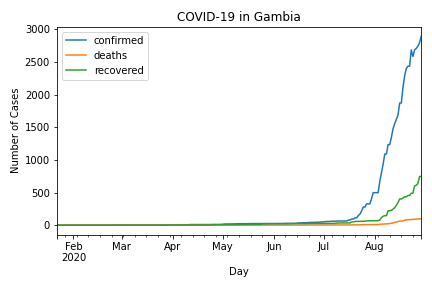 COVID-19 in Gambia
confirmed
deaths
recovered
Number of Cases
3000
2500
2000
1500
1000
500
0
Feb Mar Apr May Jun Jul Aug
2020
Day